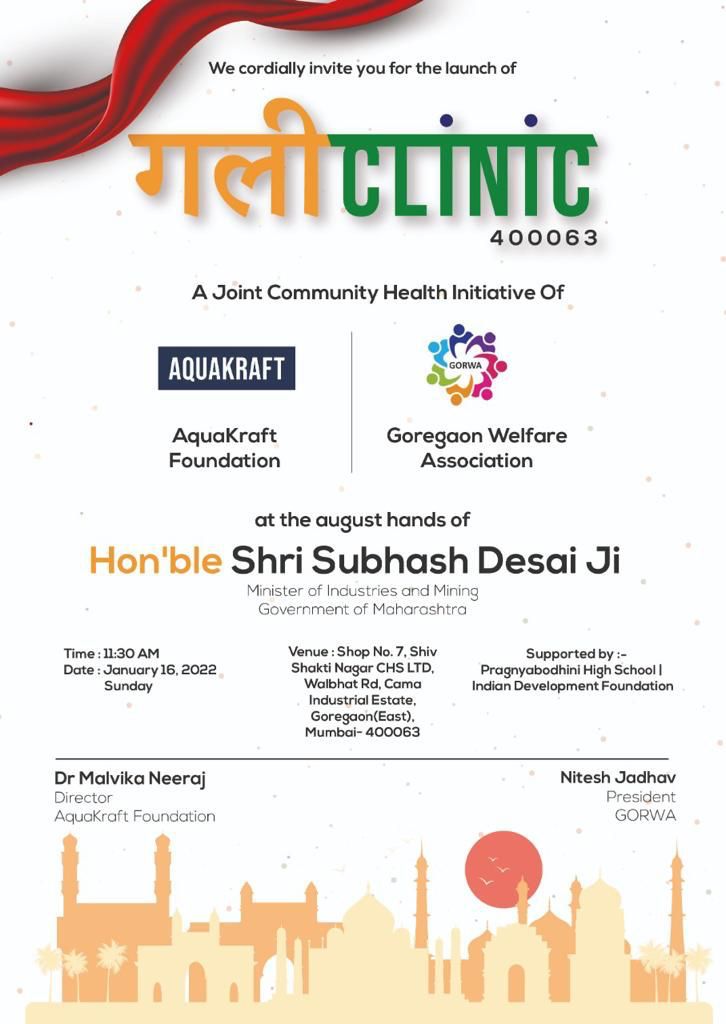 We cordially invite you for the launch of
गली CLINIC
400063
A Joint Community Health Initiative Of
AQUAKRAFT
GORWA
AquaKraft
Foundation
Goregaon Welfare
Association
at the august hands of
Hon'ble Shri Subhash Desai Ji
Minister of Industries and Mining
Government of Maharashtra
Time : 11:30 AM
Date : January 16, 2022
Sunday
Venue : Shop No. 7, Shiv
Shakti Nagar CHS LTD,
Walbhat Rd, Cama
Industrial Estate,
Goregaon(East),
Mumbai- 400063
Supported by :-
Pragnyabodhini High School |
Indian Development Foundation
Dr Malvika Neeraj
Director
AquaKraft Foundation
Nitesh Jadhav
President
GORWA